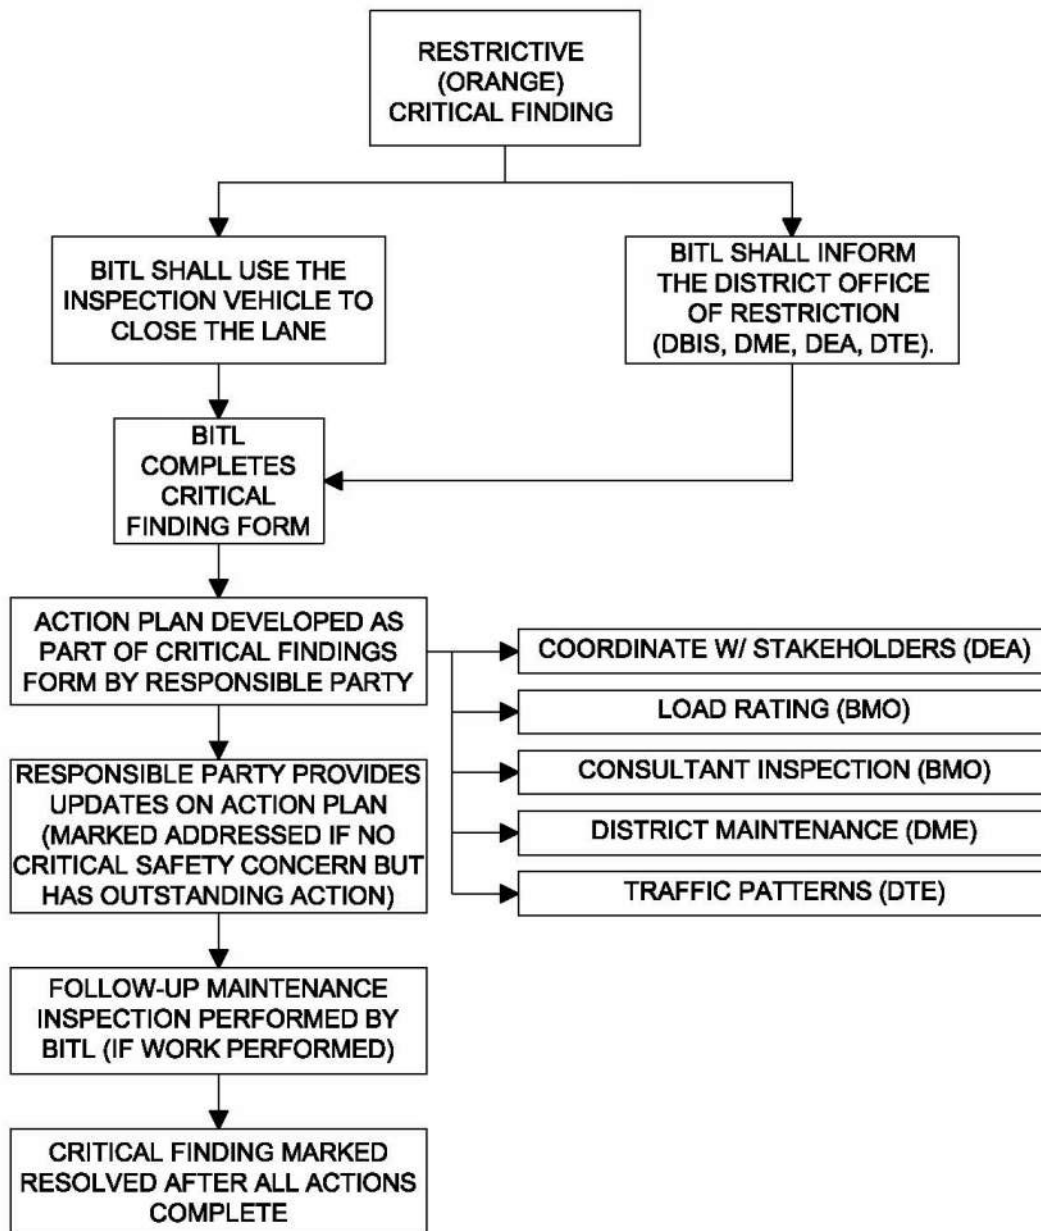 RESTRICTIVE
(ORANGE)
CRITICAL FINDING
BITL SHALL USE THE
INSPECTION VEHICLE TO
CLOSE THE LANE
BITL SHALL INFORM
THE DISTRICT OFFICE
OF RESTRICTION
(DBIS, DME, DEA, DTE).
BITL
COMPLETES
CRITICAL
FINDING FORM
ACTION PLAN DEVELOPED AS
PART OF CRITICAL FINDINGS
FORM BY RESPONSIBLE PARTY
COORDINATE W/ STAKEHOLDERS (DEA)
LOAD RATING (BMO)
CONSULTANT INSPECTION (BMO)
DISTRICT MAINTENANCE (DME)
TRAFFIC PATTERNS (DTE)
RESPONSIBLE PARTY PROVIDES
UPDATES ON ACTION PLAN
(MARKED ADDRESSED IF NO
CRITICAL SAFETY CONCERN BUT
HAS OUTSTANDING ACTION)
FOLLOW-UP MAINTENANCE
INSPECTION PERFORMED BY
BITL (IF WORK PERFORMED)
CRITICAL FINDING MARKED
RESOLVED AFTER ALL ACTIONS
COMPLETE